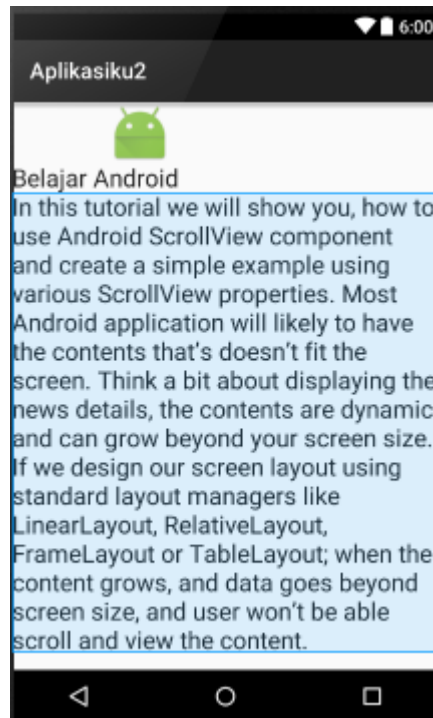 6:00
Aplikasiku2
Belajar Android
In this tutorial we will show you, how to
use Android ScrollView component
and create a simple example using
various ScrollView properties. Most
Android application will likely to have
the contents that's doesn't fit the
screen. Think a bit about displaying the
news details, the contents are dynamic
and can grow beyond your screen size.
If we design our screen layout using
standard layout managers like
LinearLayout, RelativeLayout,
FrameLayout or TableLayout; when the
content grows, and data goes beyond
screen size, and user won't be able
scroll and view the content.